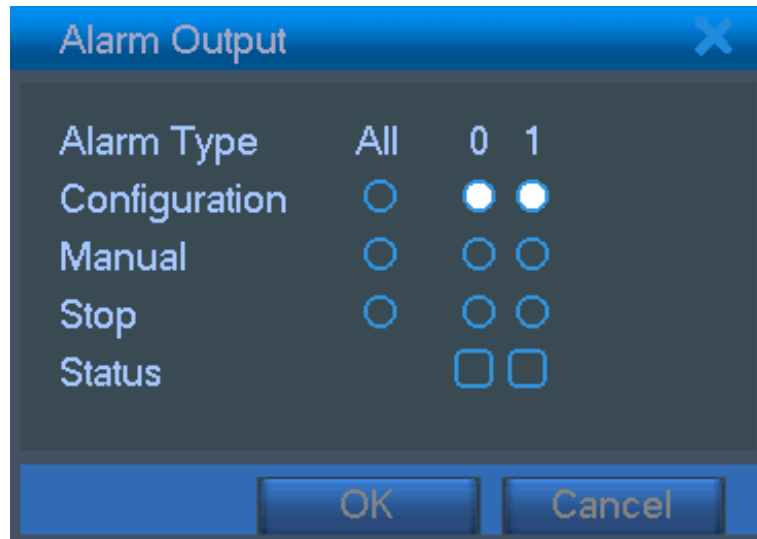 Alarm Output
Alarm Type All 0 1
Configuration
Manual
Stop
Status
OK Cancel